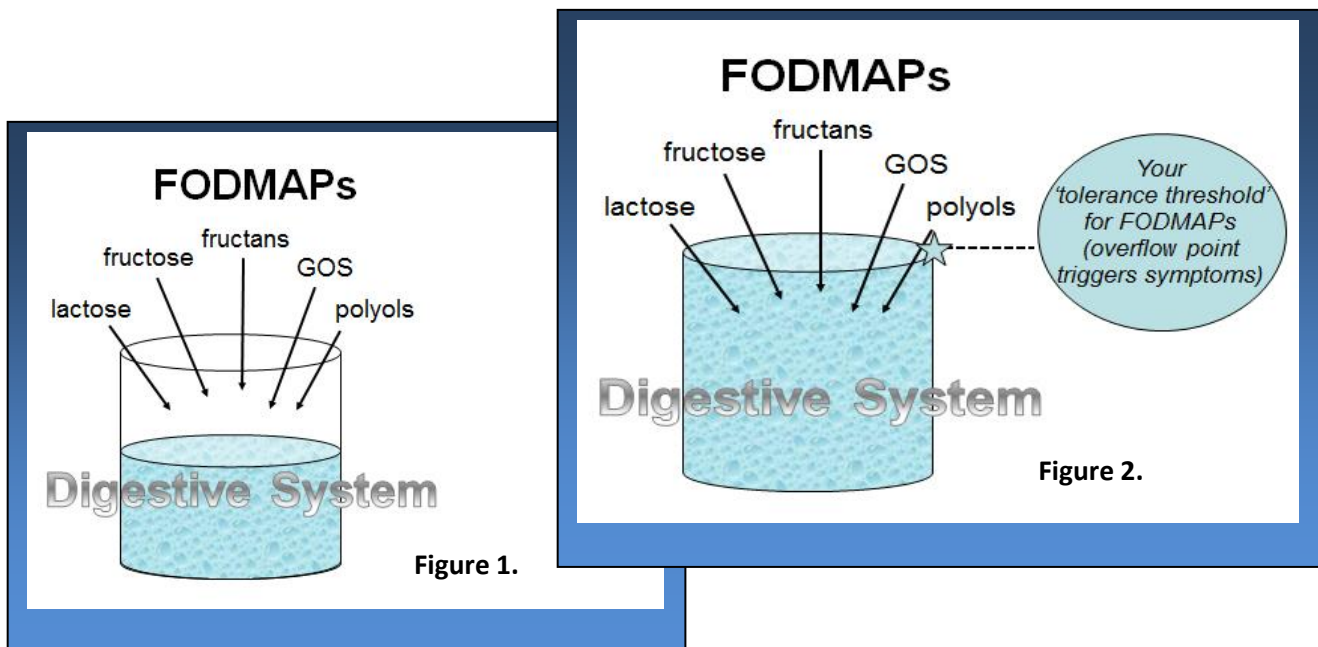 FODMAPs
fructans
fructose
GOS
lactose
polyols
Digestive System
Figure 1.
FODMAPs
fructans
fructose
GOS
lactose
polyols
Digestive System
Figure 2.
Your
'tolerance threshold'
for FODMAPs
(overflow point
triggers symptoms)